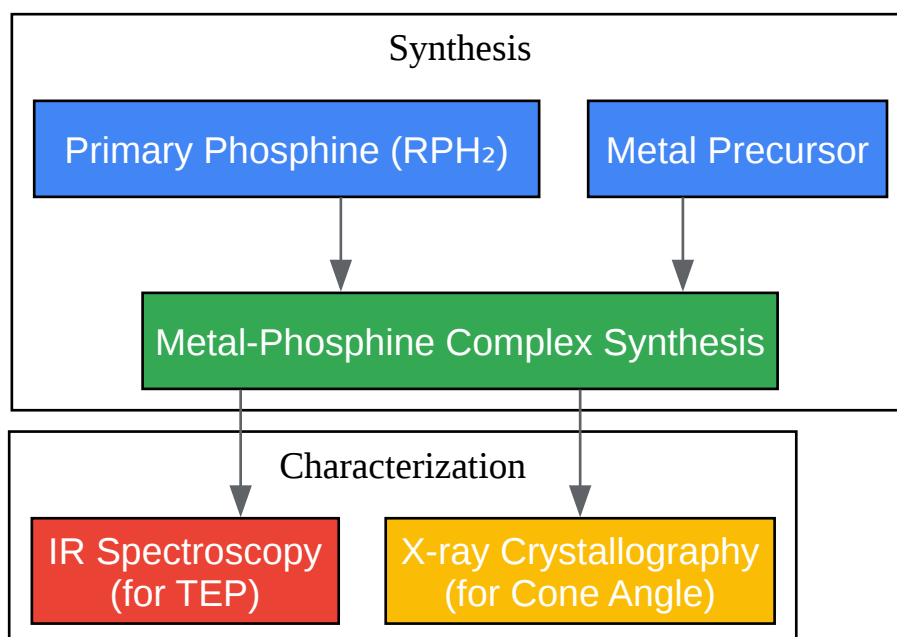 Synthesis
Primary Phosphine (RPH₂)
Metal Precursor
Metal-Phosphine Complex Synthesis
Characterization
IR Spectroscopy
(for TEP)
X-ray Crystallography
(for Cone Angle)